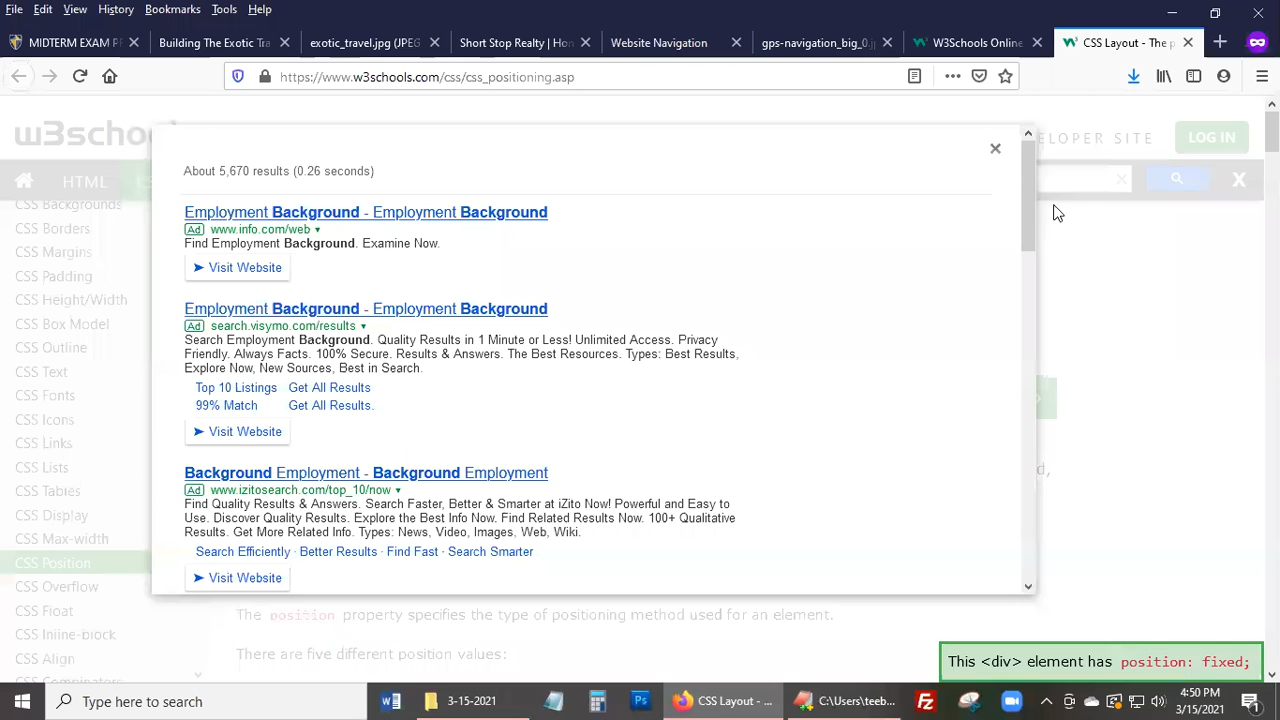 File Edit View History Bookmarks Tools Help
MIDTERM EXAM PR Building The Exotic Tra exotic_travel.jpg (JPEG Short Stop Realty | Ho Website Navigation gps-navigation_big_0.j W3Schools Online CSS Layout - The p
https://www.w3schools.com/css/css_positioning.asp
w3schoo ELOPER SITE LOG IN
HTML
About 5,670 results (0.26 seconds)
Employment Background - Employment Background
Ad www.info.com/web
Find Employment Background. Examine Now.
Visit Website
Employment Background - Employment Background
Ad search.visymo.com/results
Search Employment Background. Quality Results in 1 Minute or Less! Unlimited Access. Privacy
Friendly. Always Facts. 100% Secure. Results & Answers. The Best Resources. Types: Best Results,
Explore Now, New Sources, Best in Search.
Top 10 Listings Get All Results
99% Match Get All Results.
Visit Website
Background Employment - Background Employment
Ad www.izitosearch.com/top_10/now
Find Quality Results & Answers. Search Faster, Better & Smarter at iZito Now! Powerful and Easy to
Use. Discover Quality Results. Explore the Best Info Now. Find Related Results Now. 100+ Qualitative
Results. Get More Related Info. Types: News, Video, Images, Web, Wiki.
Search Efficiently · Better Results · Find Fast · Search Smarter
Visit Website
CSS Backgrounds
CSS Borders
CSS Margins
CSS Padding
CSS Height/Width
CSS Box Model
CSS Outline
CSS Text
CSS Fonts
CSS Icons
CSS Links
CSS Lists
CSS Tables
CSS Display
CSS Max-width
CSS Position
CSS Overflow
CSS Float
CSS Inline-block
CSS Align
CSS Combinators
The position property specifies the type of positioning method used for an element.
There are five different position values:
This <div> element has position: fixed;
Type here to search 3-15-2021 CSS Layout - ... C:\Users\teeb... 4:50 PM
3/15/2021